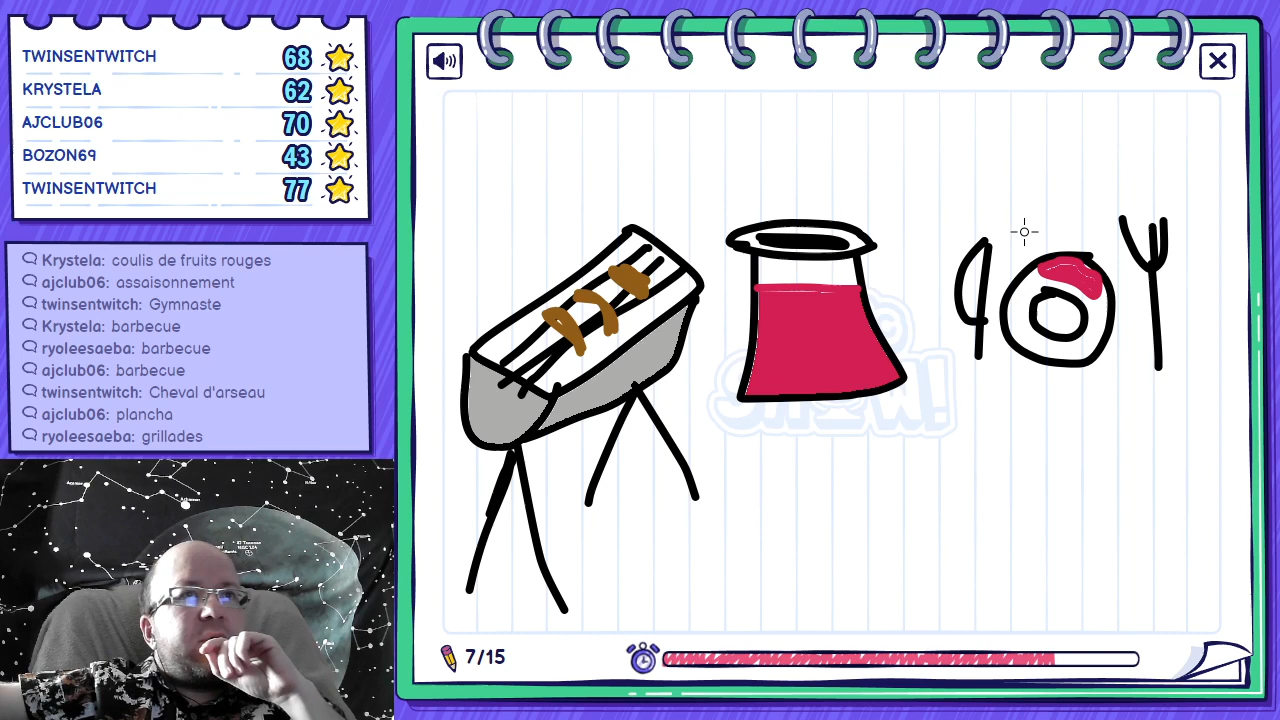 TWINSENTWITCH 68
KRYSTELA 62
AJCLUB06 70
BOZON69 43
TWINSENTWITCH 77
Krystela: coulis de fruits rouges
ajclub06: assaisonnement
twinsentwitch: Gymnaste
Krystela: barbecue
ryoleesaeba: barbecue
ajclub06: barbecue
twinsentwitch: Cheval d'arseau
ajclub06: plancha
ryoleesaeba: grillades
7/15